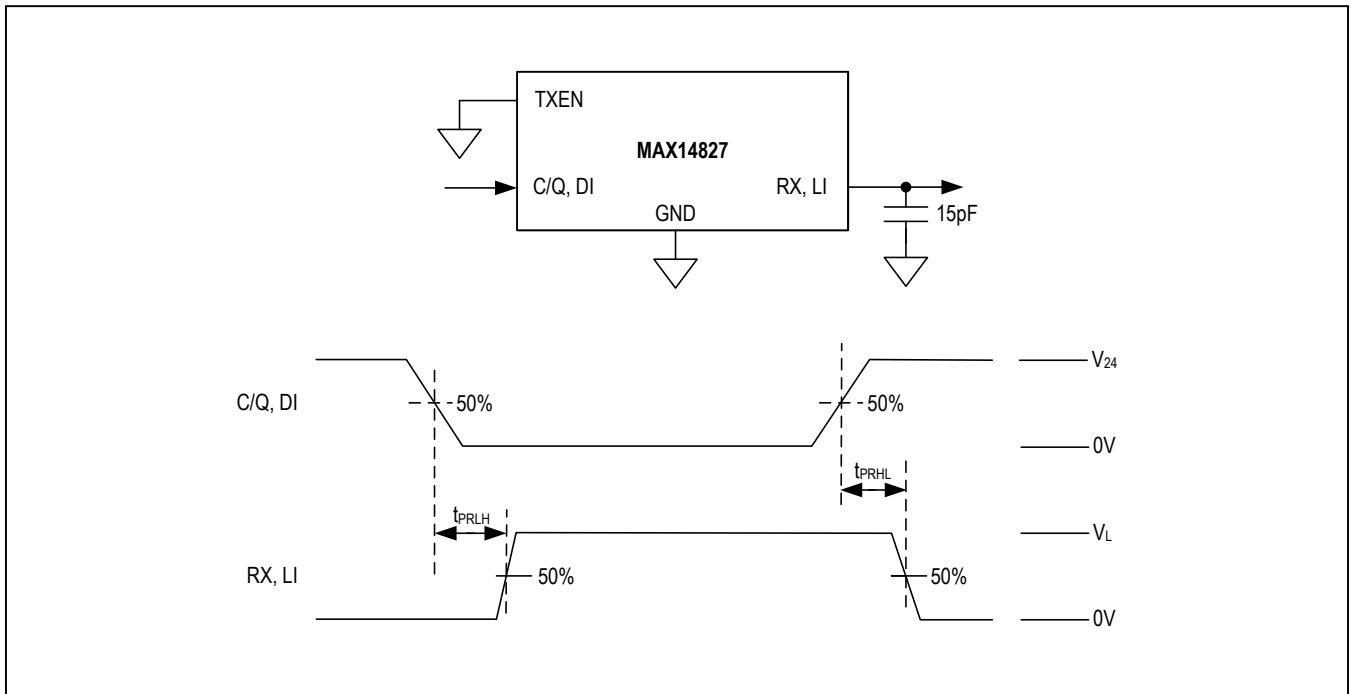 TXEN
MAX14827
C/Q, DI
RX, LI
GND
15pF
C/Q, DI
50%
50%
V24
0V
tPRHL
tPRLH
VL
RX, LI
50%
50%
0V